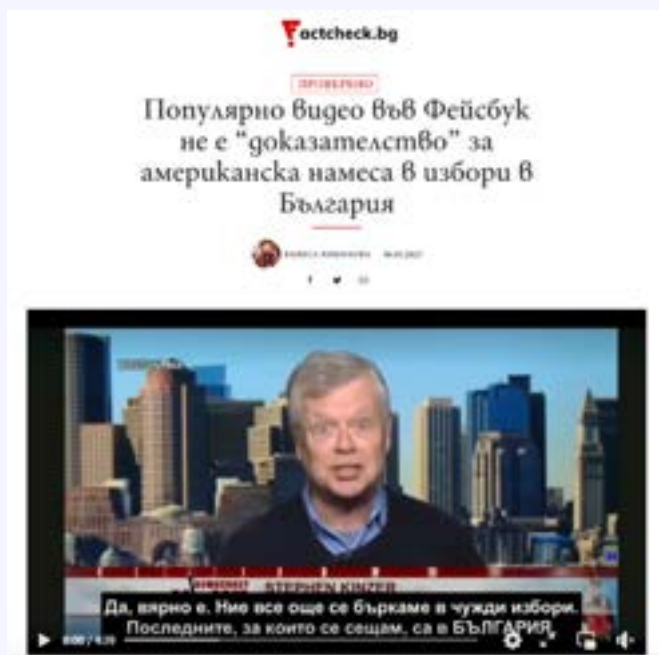 Factcheck.bg
ПРОВЕРЕНО
Популярно видео във Фейсбук
не е “доказателство” за
американска намеса в избори в
България
STEPHEN KINZER
Да, вярно е. Ние все още се бъркаме в чужди избори.
Последните, за които се сещам, са в БЪЛГАРИЯ